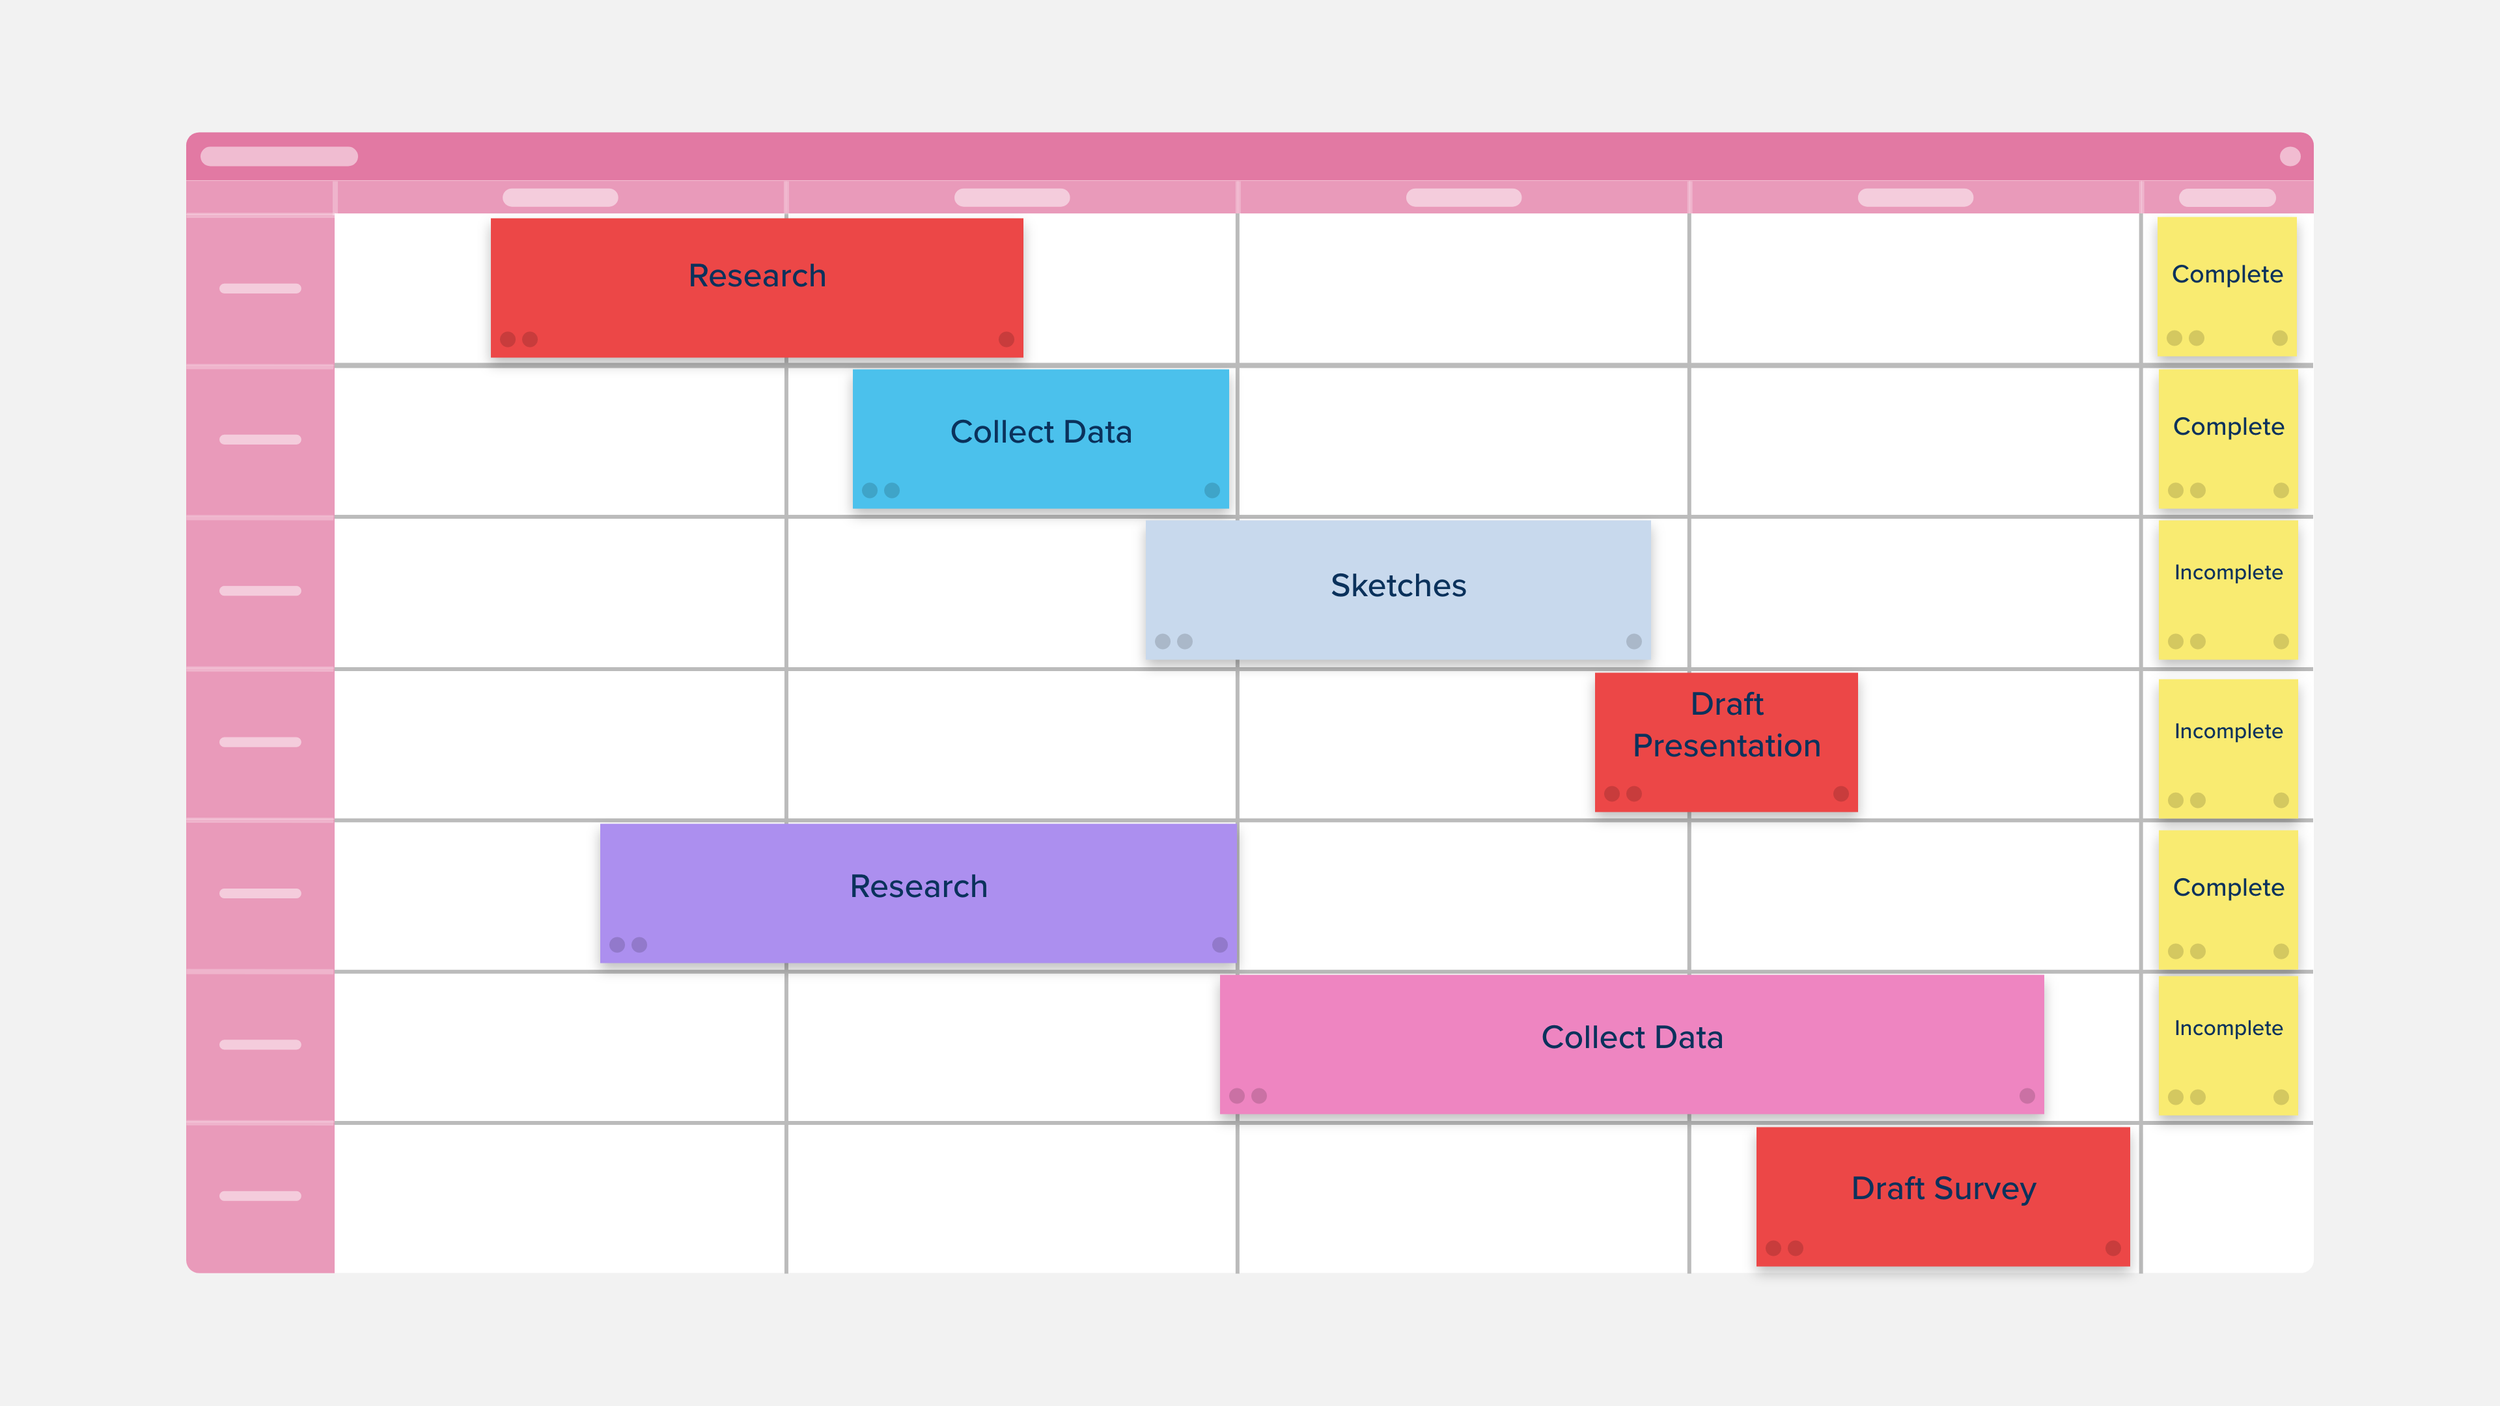 Research
Complete
Collect Data
Complete
Sketches
Incomplete
Draft
Presentation
Incomplete
Research
Complete
Collect Data
Incomplete
Draft Survey